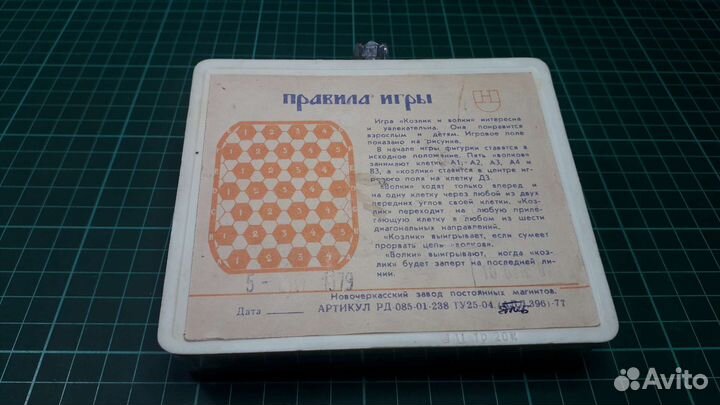 ПРАВИЛА ИГРЫ
Игра «Козлик и волки» интересна
и увлекательна. Она понравится
взрослым и детям. Игровое поле
показано на рисунке.
В начале игры фигурки ставятся в
исходное положение. Пять «волков»
занимают клетки А1, А2, А3, А4 и
В3, а «козлик» ставится в центре иг-
рового поля на клетку Д3.
«Волки» ходят только вперед и
на одну клетку через любой из двух
передних углов своей клетки. «Коз-
лик» переходит на любую приле-
гающую клетку в любом из шести
диагональных направлений.
«Козлик» выигрывает, если сумеет
прорвать цепь «волков».
«Волки» выигрывают, когда «коз-
лик» будет заперт на последней ли-
нии.
5 - 1979
Новочеркасский завод постоянных магнитов.
Дата АРТИКУЛ РД-085-01-238 ТУ25-04 396)-77
Avito